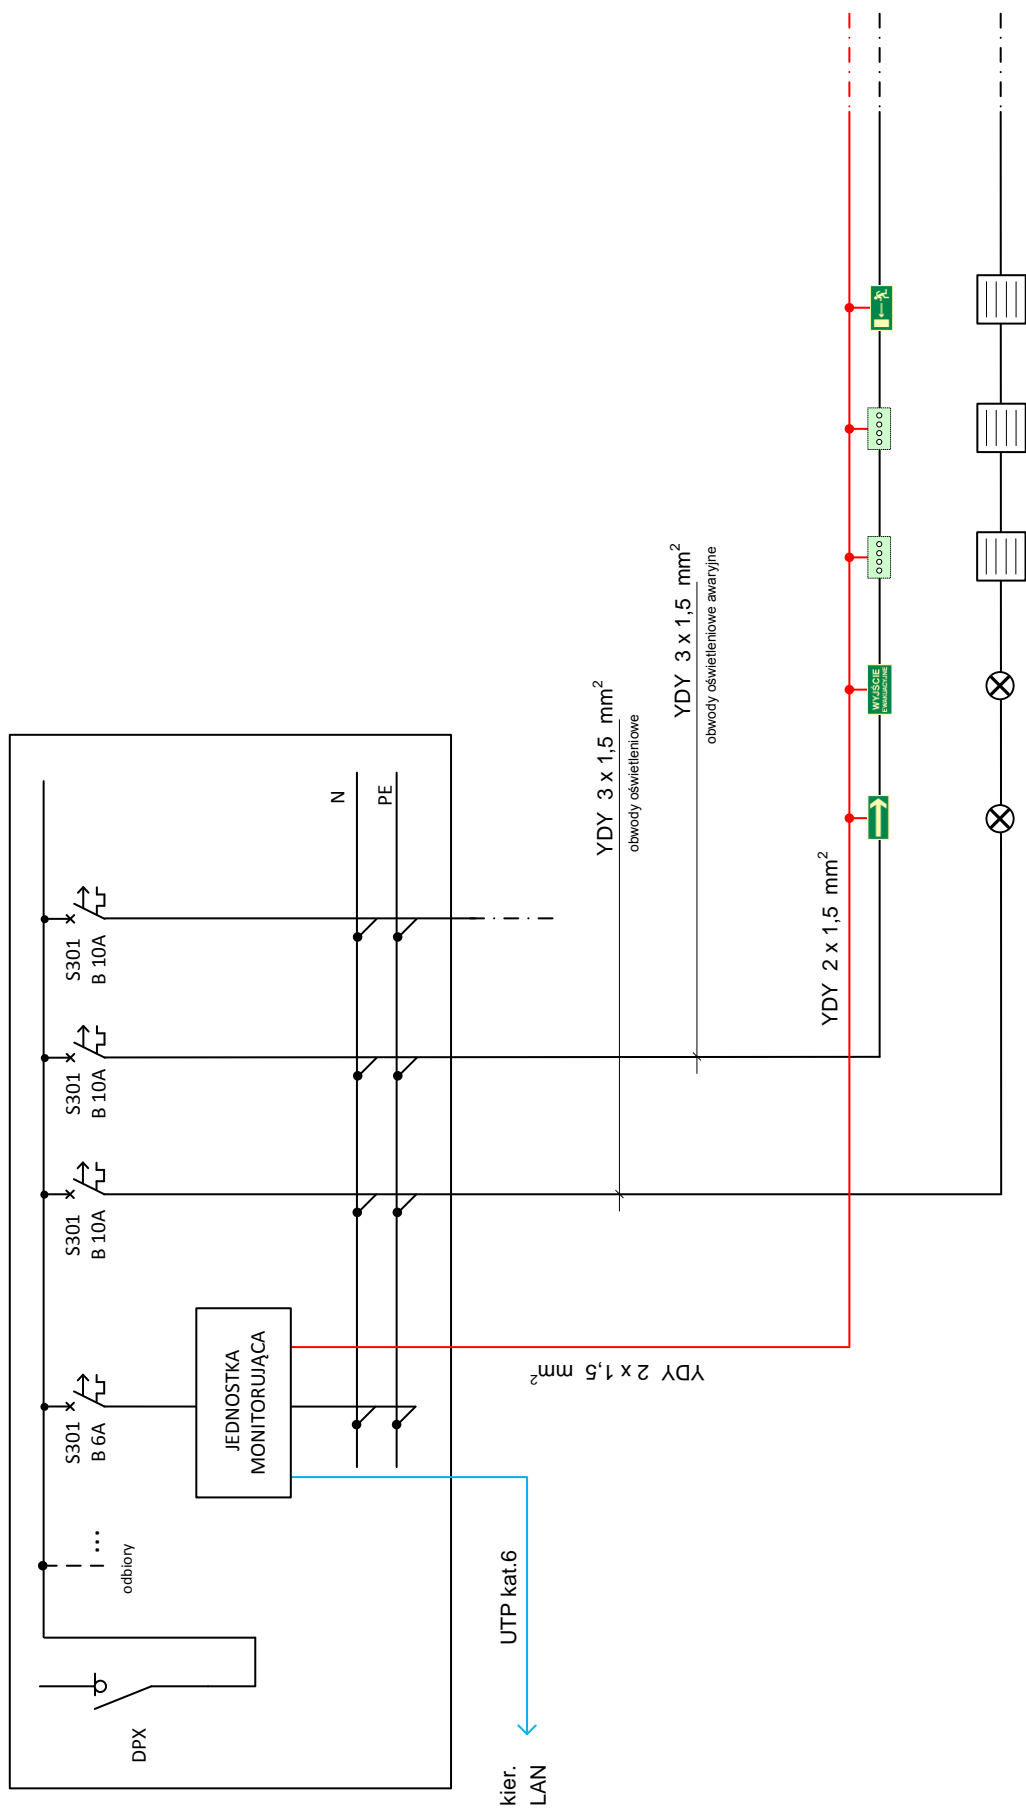 DPX
odbiory
...
S301
B 6A
S301
B 10A
S301
B 10A
S301
B 10A
JEDNOSTKA
MONITORUJĄCA
N
PE
kier.
LAN
UTP kat.6
YDY 2 x 1,5 mm²
YDY 3 x 1,5 mm²
obwody oświetleniowe
YDY 3 x 1,5 mm²
obwody oświetleniowe awaryjne
YDY 2 x 1,5 mm²
WYJŚCIE
EWAKUACYJNE